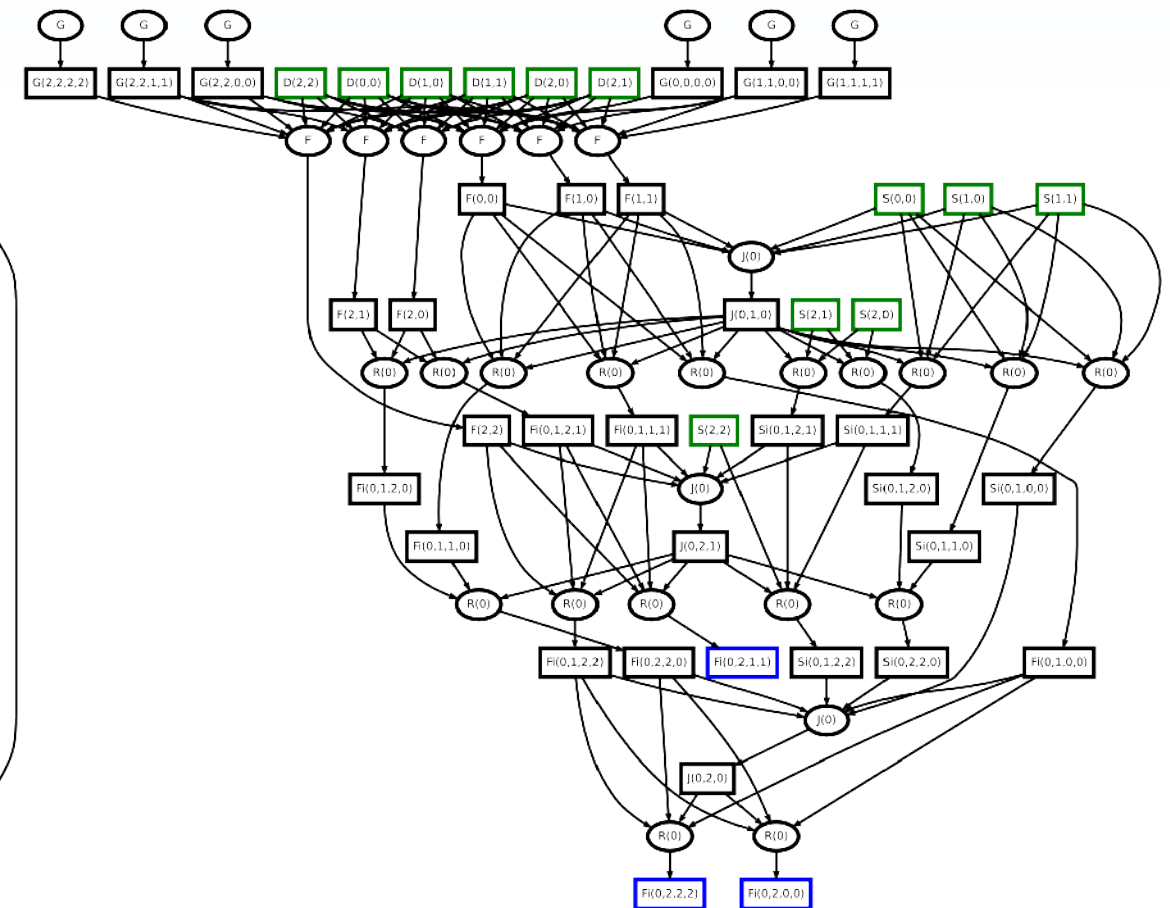 G G G G G G
G(2,2,2,2) G(2,2,1,1) G(2,2,0,0) D(2,2) D(0,0) D(1,0) D(1,1) D(2,0) D(2,1) G(0,0,0,0) G(1,1,0,0) G(1,1,1,1)
F F F F F F
F(0,0) F(1,0) F(1,1) S(0,0) S(1,0) S(1,1)
J(0)
F(2,1) F(2,0) J(0,1,0) S(2,1) S(2,0)
R(0) R(0) R(0) R(0) R(0) R(0) R(0) R(0) R(0) R(0)
F(2,2) Fi(0,1,2,1) Fi(0,1,1,1) S(2,2) Si(0,1,2,1) Si(0,1,1,1)
Fi(0,1,2,0) J(0) Si(0,1,2,0) Si(0,1,0,0)
Fi(0,1,1,0) J(0,2,1) Si(0,1,1,0)
R(0) R(0) R(0) R(0) R(0)
Fi(0,1,2,2) Fi(0,2,2,0) Fi(0,2,1,1) Si(0,1,2,2) Si(0,2,2,0) Fi(0,1,0,0)
J(0)
J(0,2,0)
R(0) R(0)
Fi(0,2,2,2) Fi(0,2,0,0)